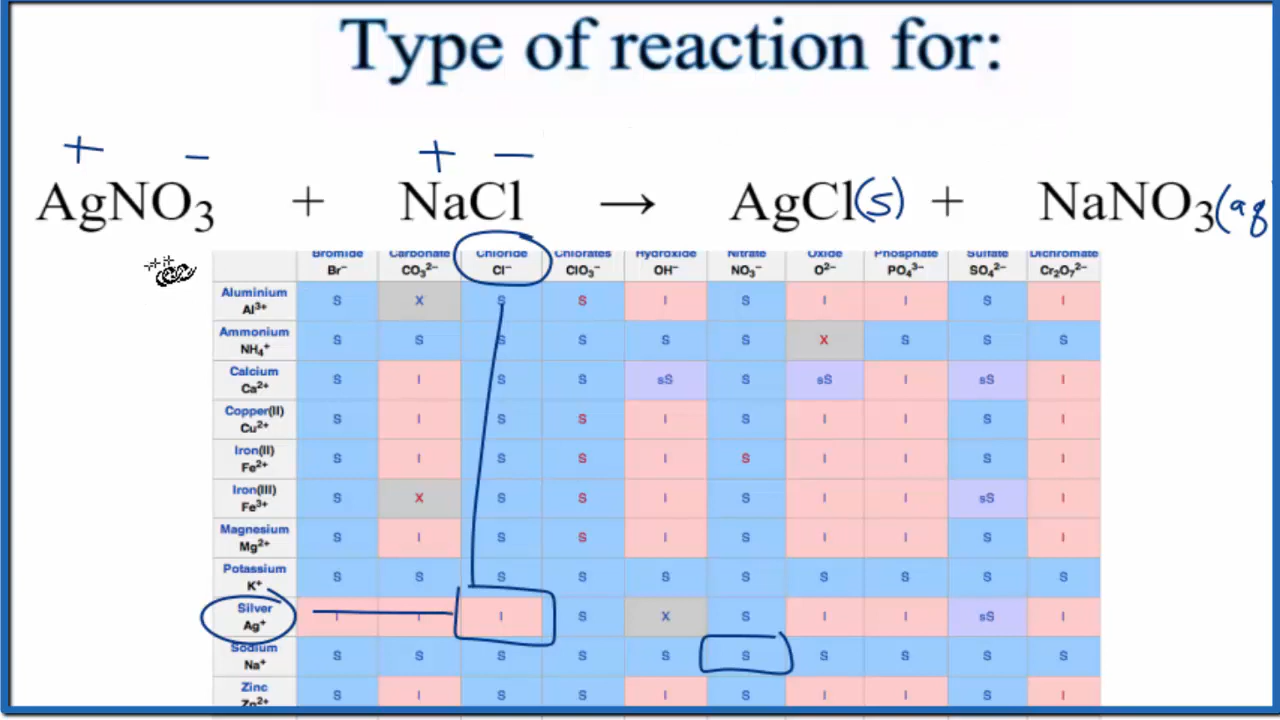 Type of reaction for:
+ − + −
AgNO₃ + NaCl → AgCl(s) + NaNO₃(aq
Bromide Carbonate Chloride Chlorates Hydroxide Nitrate Oxide Phosphate Sulfate Dichromate
Br⁻ CO₃²⁻ Cl⁻ ClO₃⁻ OH⁻ NO₃⁻ O²⁻ PO₄³⁻ SO₄²⁻ Cr₂O₇²⁻
Aluminium
Al³⁺ S X S S I S I I S I
Ammonium
NH₄⁺ S S S S S S X S S S
Calcium
Ca²⁺ S I S S sS S sS I sS I
Copper(II)
Cu²⁺ S I S S I S I I S I
Iron(II)
Fe²⁺ S I S S I S I I S I
Iron(III)
Fe³⁺ S X S S I S I I sS I
Magnesium
Mg²⁺ S I S S I S I I S I
Potassium
K⁺ S S S S S S S S S S
Silver
Ag⁺ I I I S X S I I sS I
Sodium
Na⁺ S S S S S S S S S S
Zinc
Zn²⁺ S I S S I S I I S I